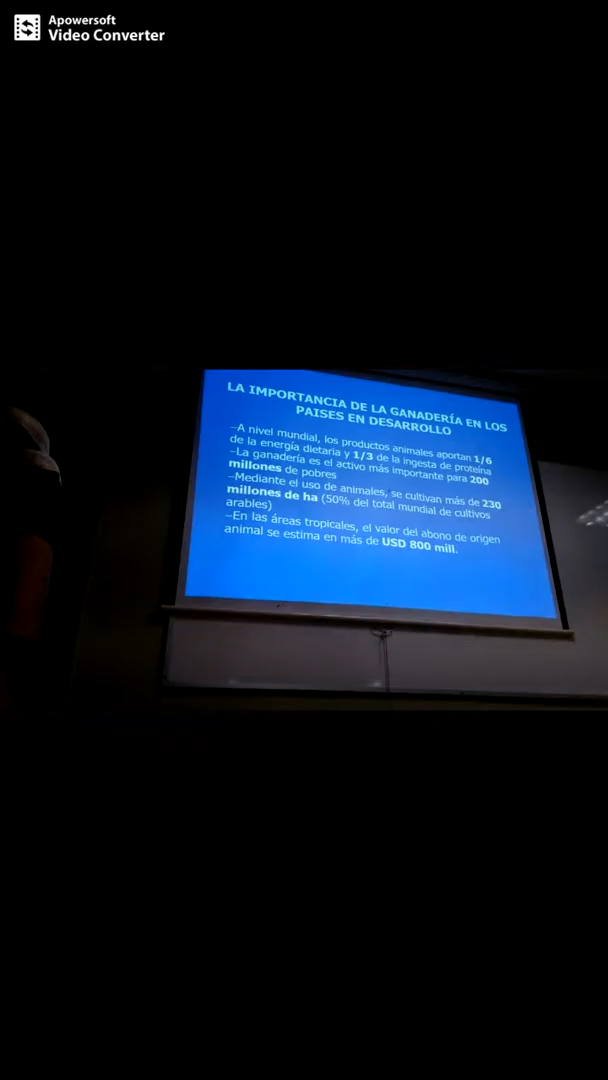 Apowersoft
Video Converter
LA IMPORTANCIA DE LA GANADERÍA EN LOS
PAISES EN DESARROLLO
–A nivel mundial, los productos animales aportan 1/6
de la energía dietaria y 1/3 de la ingesta de proteína
–La ganadería es el activo más importante para 200
millones de pobres
–Mediante el uso de animales, se cultivan más de 230
millones de ha (50% del total mundial de cultivos
arables)
–En las áreas tropicales, el valor del abono de origen
animal se estima en más de USD 800 mill.